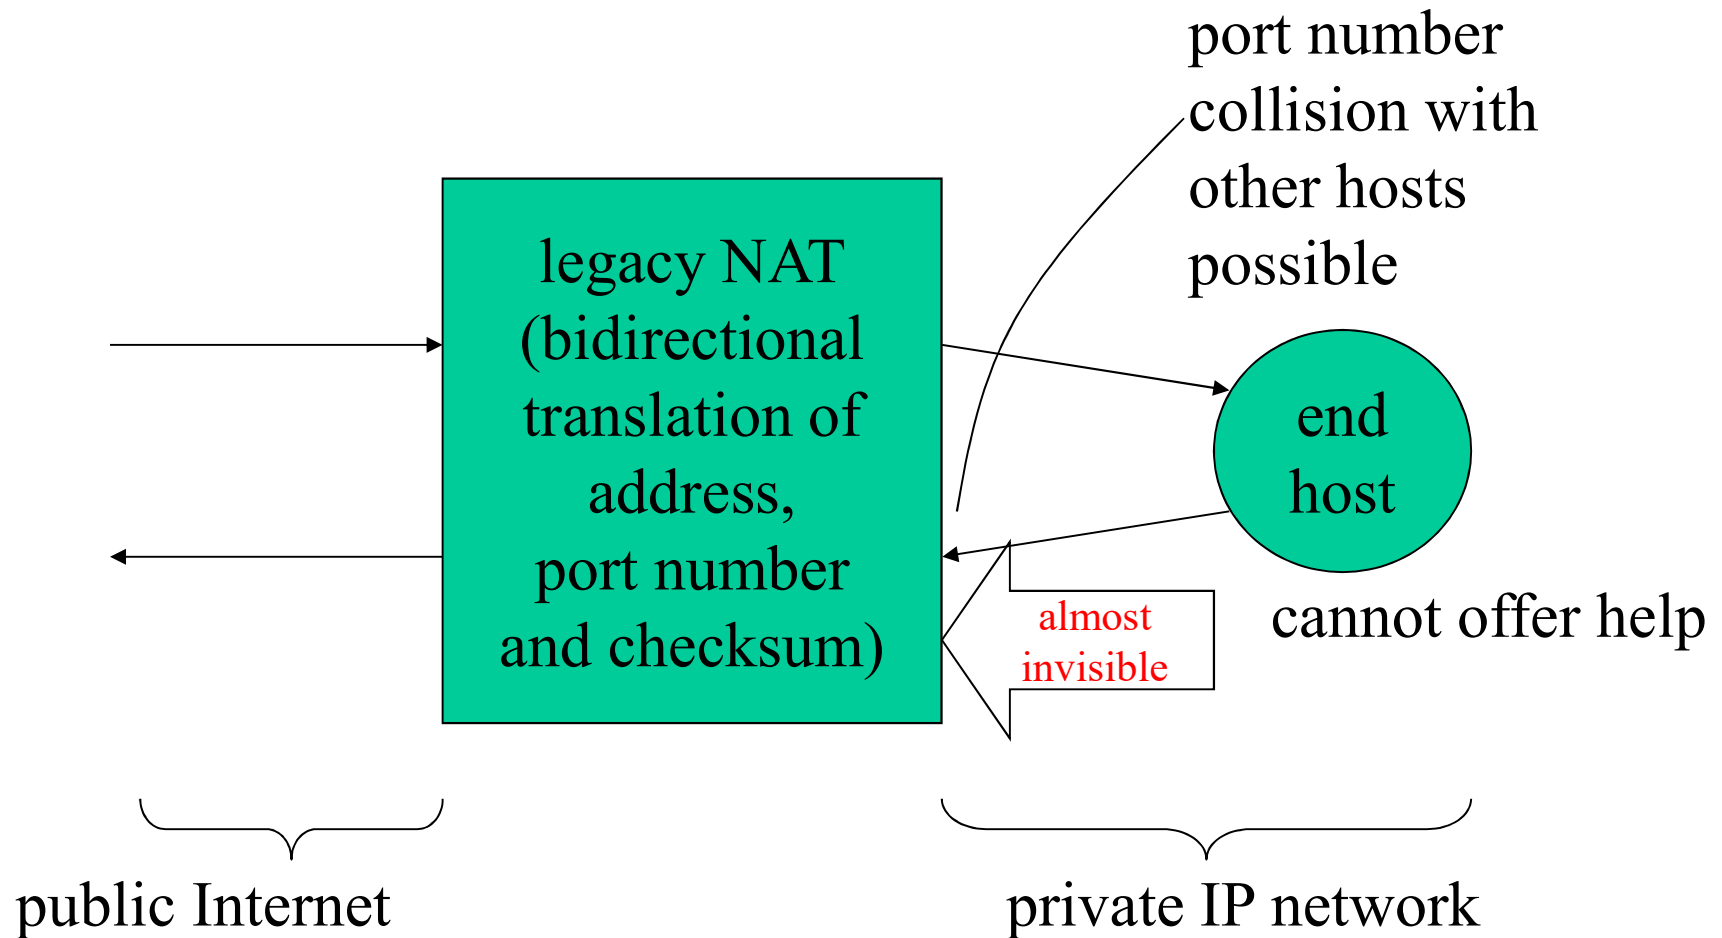 port number
collision with
other hosts
possible
legacy NAT
(bidirectional
translation of
address,
port number
and checksum)
end
host
cannot offer help
almost
invisible
public Internet
private IP network